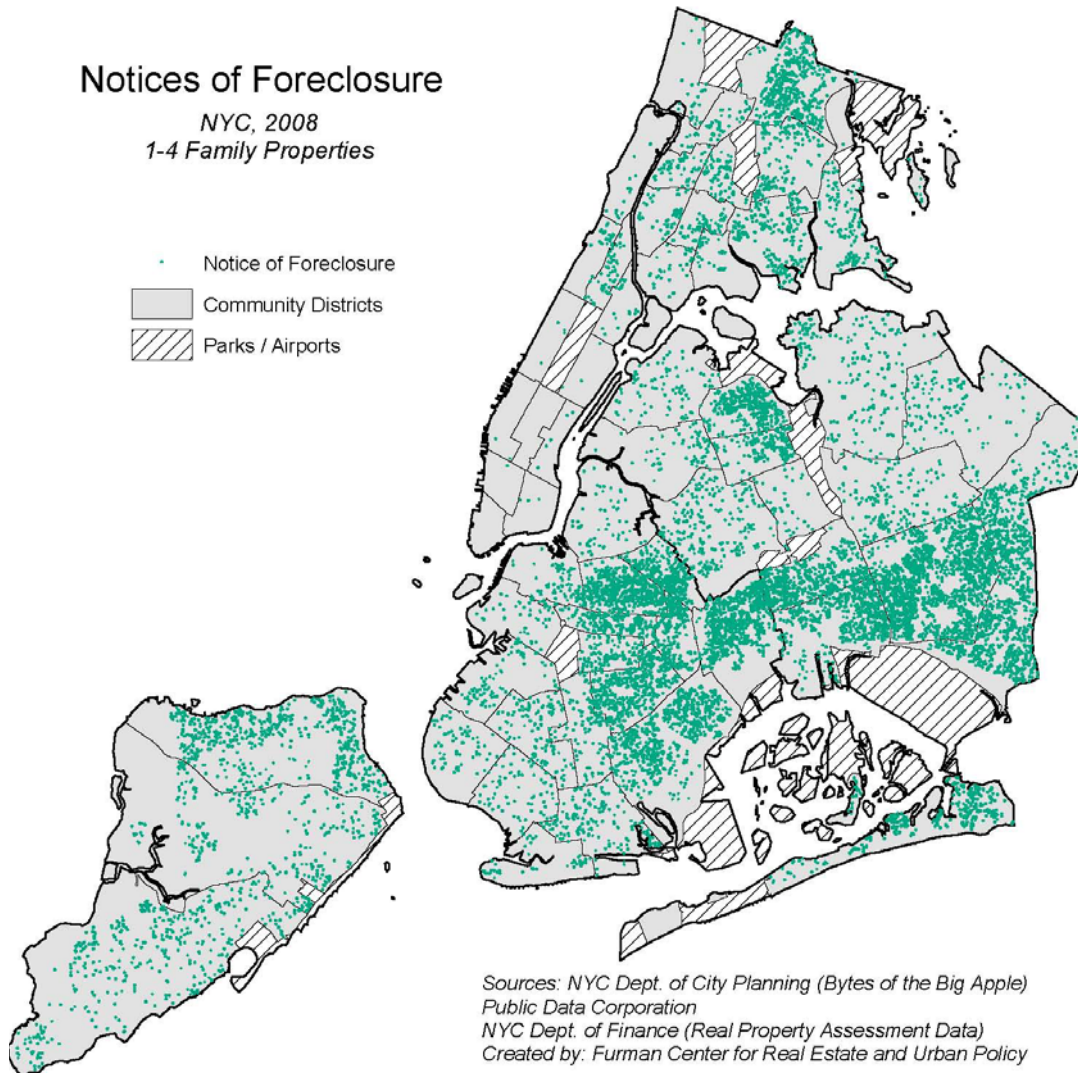 Notices of Foreclosure
NYC, 2008
1-4 Family Properties
Notice of Foreclosure
Community Districts
Parks / Airports
Sources: NYC Dept. of City Planning (Bytes of the Big Apple)
Public Data Corporation
NYC Dept. of Finance (Real Property Assessment Data)
Created by: Furman Center for Real Estate and Urban Policy